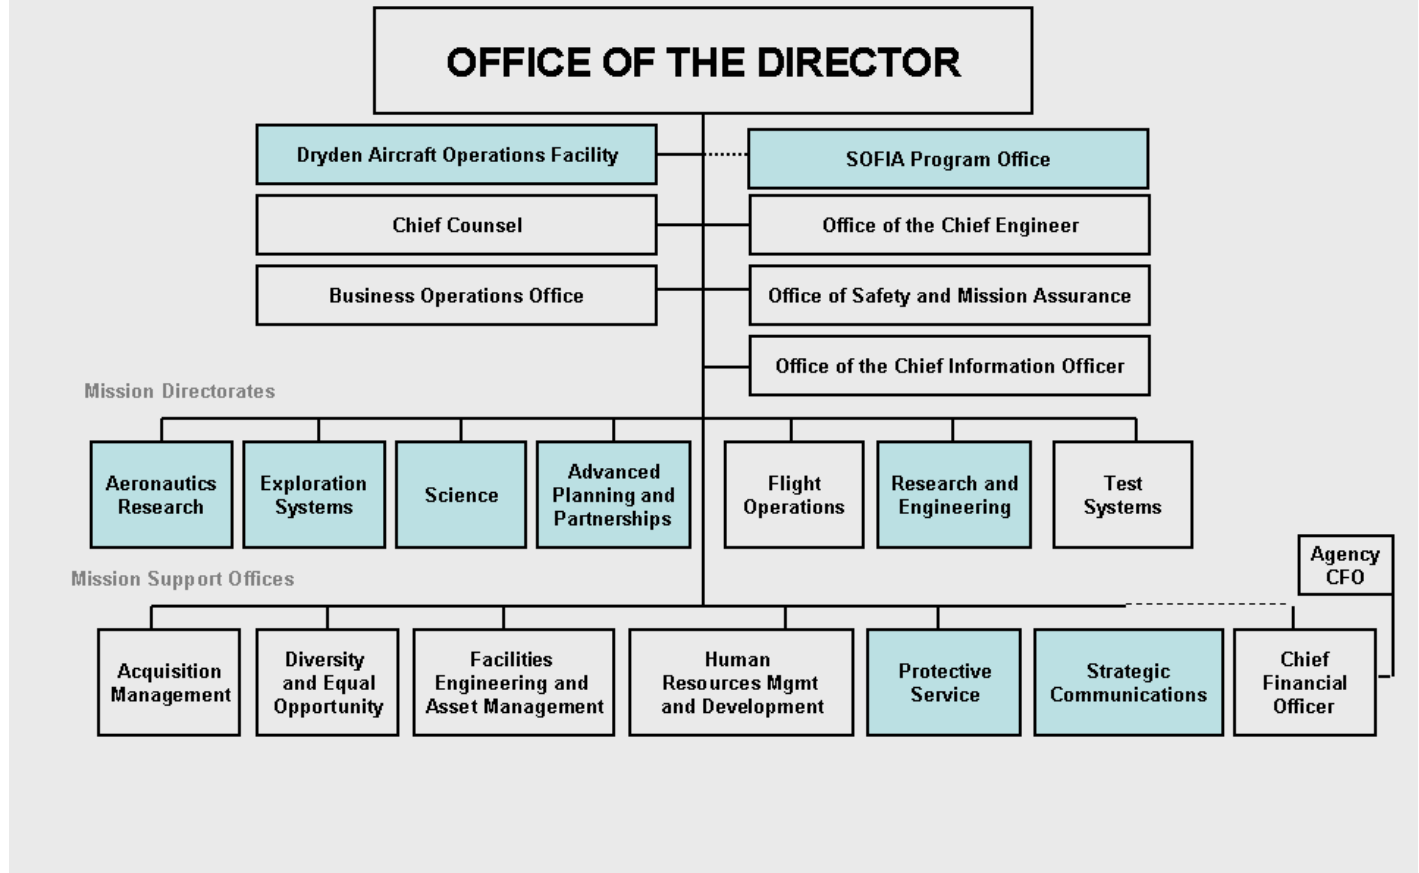 OFFICE OF THE DIRECTOR
Dryden Aircraft Operations Facility
SOFIA Program Office
Chief Counsel
Office of the Chief Engineer
Business Operations Office
Office of Safety and Mission Assurance
Office of the Chief Information Officer
Mission Directorates
Aeronautics
Research
Exploration
Systems
Science
Advanced
Planning and
Partnerships
Flight
Operations
Research and
Engineering
Test
Systems
Agency
CFO
Mission Support Offices
Acquisition
Management
Diversity
and Equal
Opportunity
Facilities
Engineering and
Asset Management
Human
Resources Mgmt
and Development
Protective
Service
Strategic
Communications
Chief
Financial
Officer